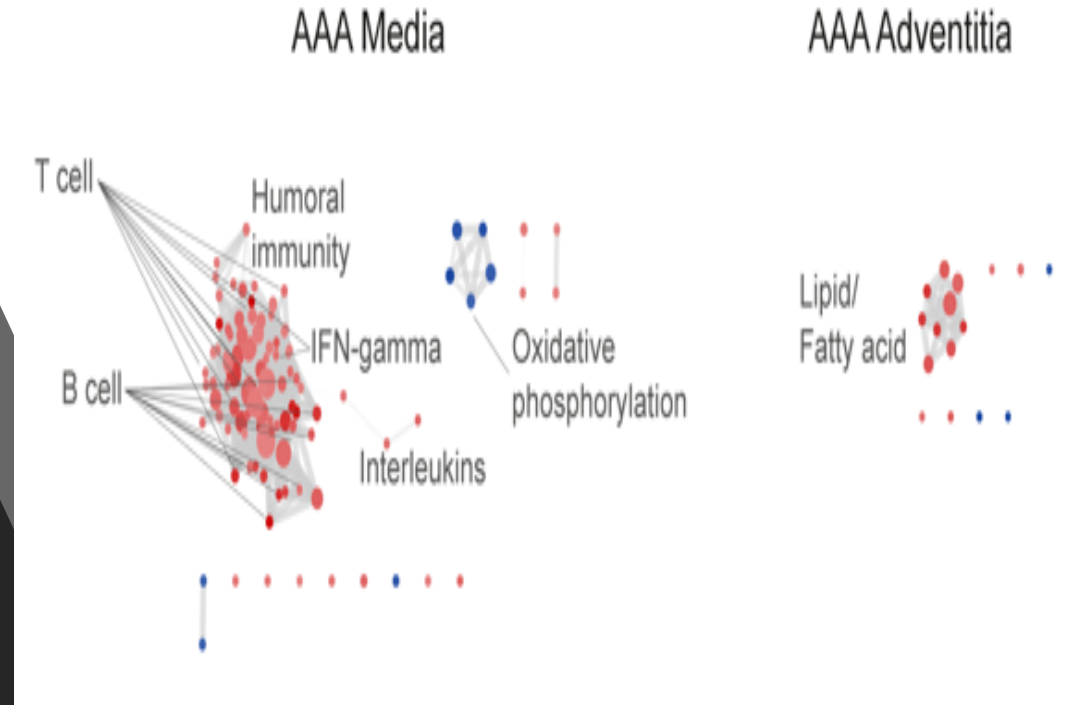 AAA Media
AAA Adventitia
T cell
Humoral
immunity
IFN-gamma
B cell
Interleukins
Oxidative
phosphorylation
Lipid/
Fatty acid